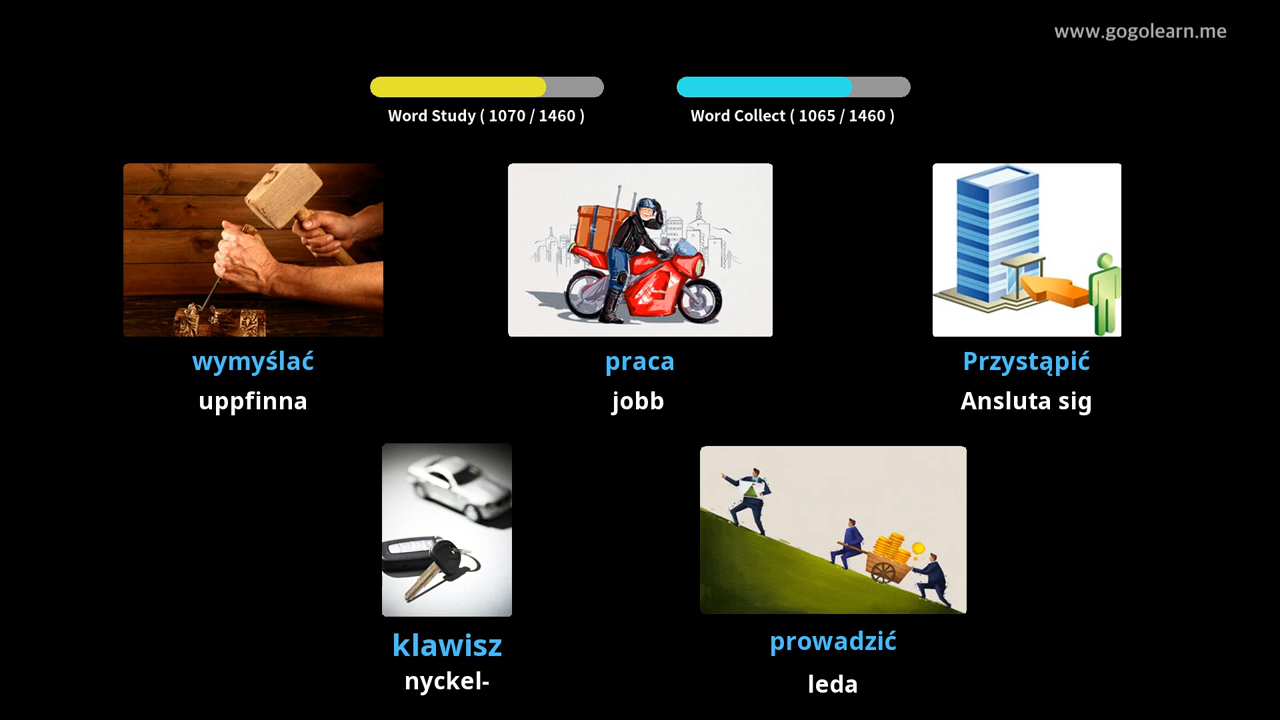 www.gogolearn.me
Word Study ( 1070 / 1460 )
Word Collect ( 1065 / 1460 )
wymyślać
uppfinna
praca
jobb
Przystąpić
Ansluta sig
klawisz
nyckel-
prowadzić
leda